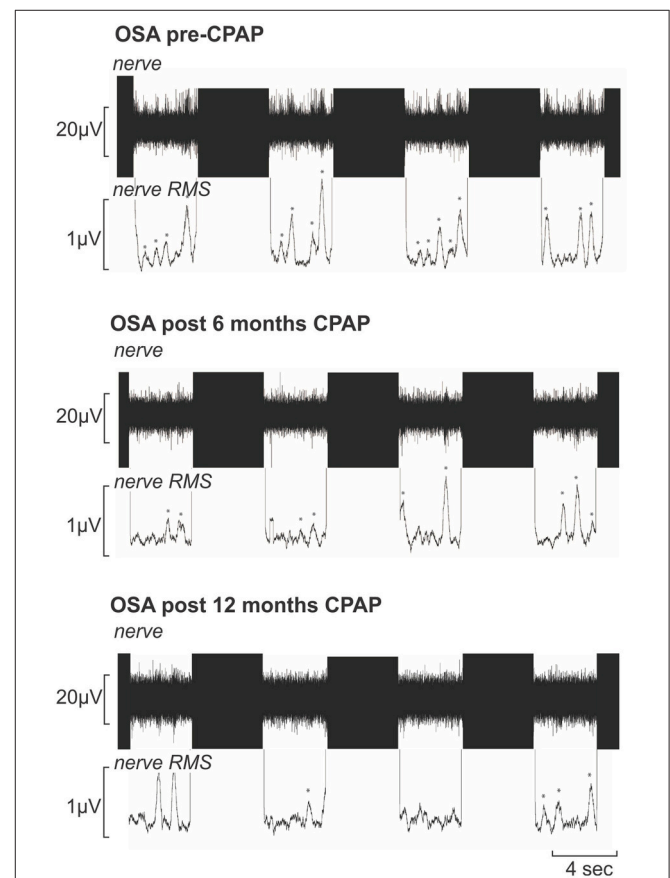 OSA pre-CPAP
nerve
20µV
nerve RMS
1µV
OSA post 6 months CPAP
nerve
20µV
nerve RMS
1µV
OSA post 12 months CPAP
nerve
20µV
nerve RMS
1µV
4 sec